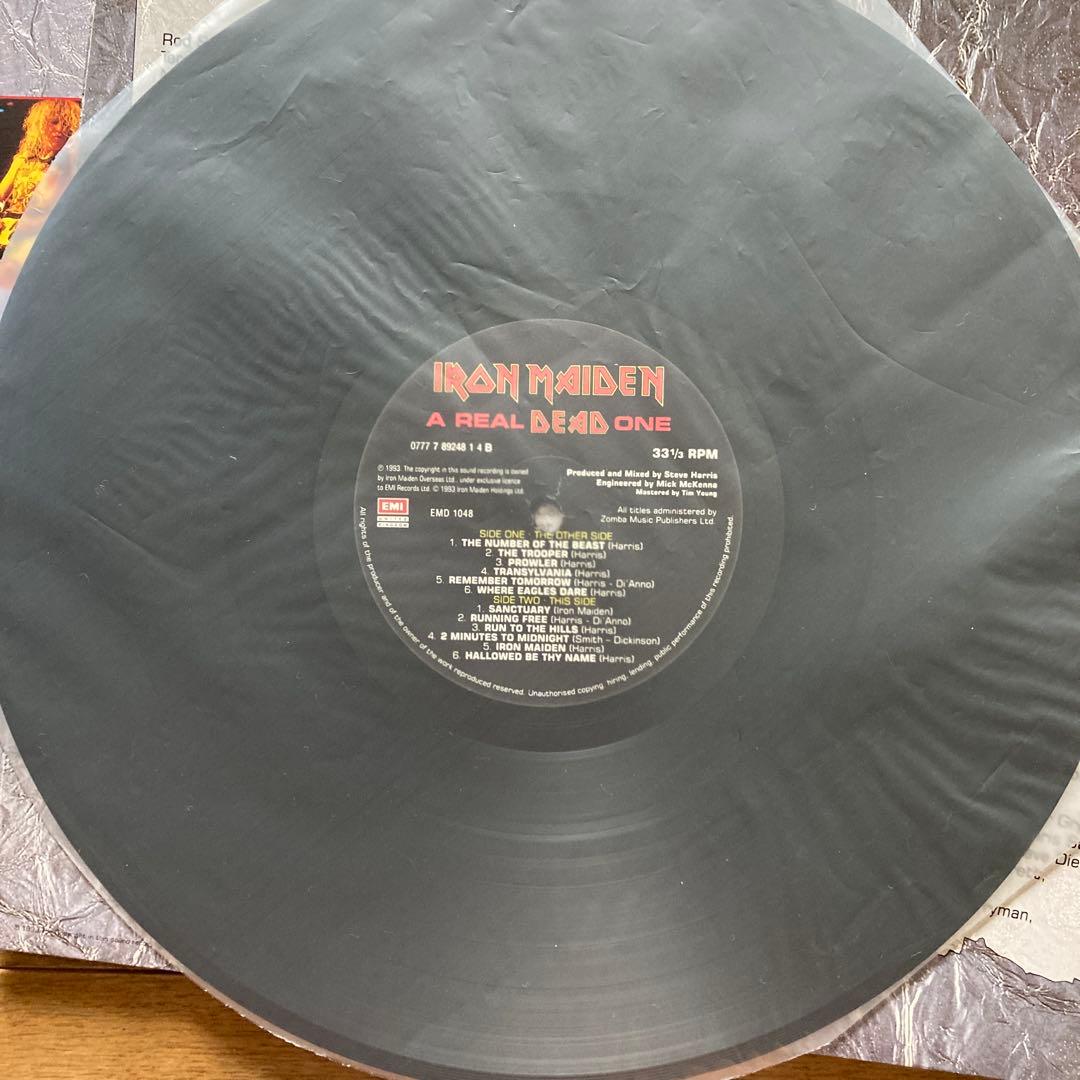 IRON MAIDEN
A REAL DEAD ONE
0777 7 89248 1 4 B
33 1/3 RPM
℗ 1993. The copyright in this sound recording is owned
by Iron Maiden Overseas Ltd., under exclusive licence
to EMI Records Ltd. © 1993 Iron Maiden Holdings Ltd.
Produced and Mixed by Steve Harris
Engineered by Mick McKenna
Mastered by Tim Young
EMI
UNITED
KINGDOM
EMD 1048
All titles administered by
Zomba Music Publishers Ltd.
SIDE ONE · THE OTHER SIDE
1. THE NUMBER OF THE BEAST (Harris)
2. THE TROOPER (Harris)
3. PROWLER (Harris)
4. TRANSYLVANIA (Harris)
5. REMEMBER TOMORROW (Harris - Di'Anno)
6. WHERE EAGLES DARE (Harris)
SIDE TWO · THIS SIDE
1. SANCTUARY (Iron Maiden)
2. RUNNING FREE (Harris - Di'Anno)
3. RUN TO THE HILLS (Harris)
4. 2 MINUTES TO MIDNIGHT (Smith – Dickinson)
5. IRON MAIDEN (Harris)
6. HALLOWED BE THY NAME (Harris)
All rights of the producer and of the owner of the work reproduced reserved. Unauthorised copying, hiring, lending, public performance of this recording prohibited.
Die
yman,